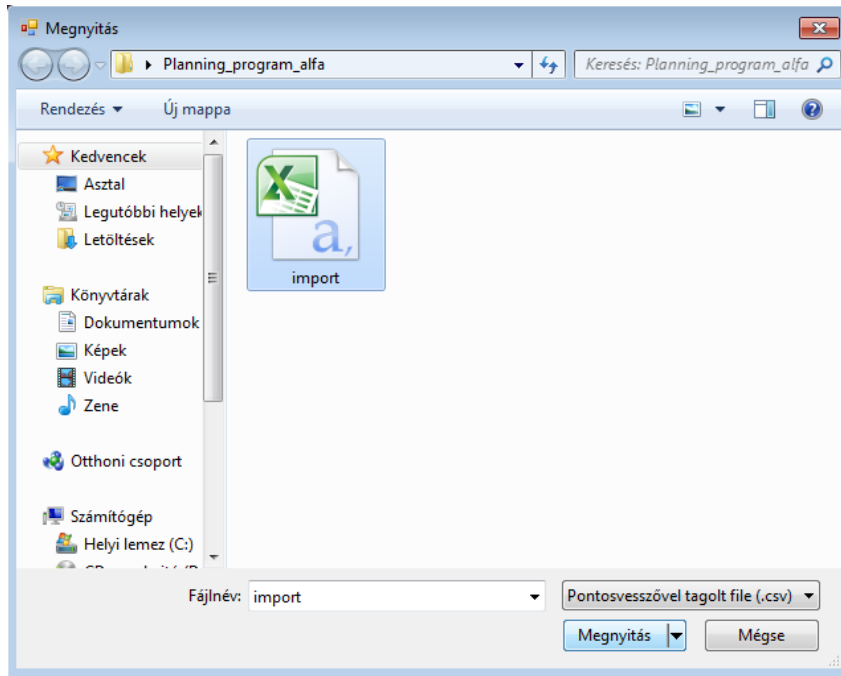 Megnyitás
Planning_program_alfa
Keresés: Planning_program_alfa
Rendezés
Új mappa
Kedvencek
Asztal
Legutóbbi helyek
Letöltések
Könyvtárak
Dokumentumok
Képek
Videók
Zene
Otthoni csoport
Számítógép
Helyi lemez (C:)
import
Fájlnév: import
Pontosvesszővel tagolt file (.csv)
Megnyitás
Mégse